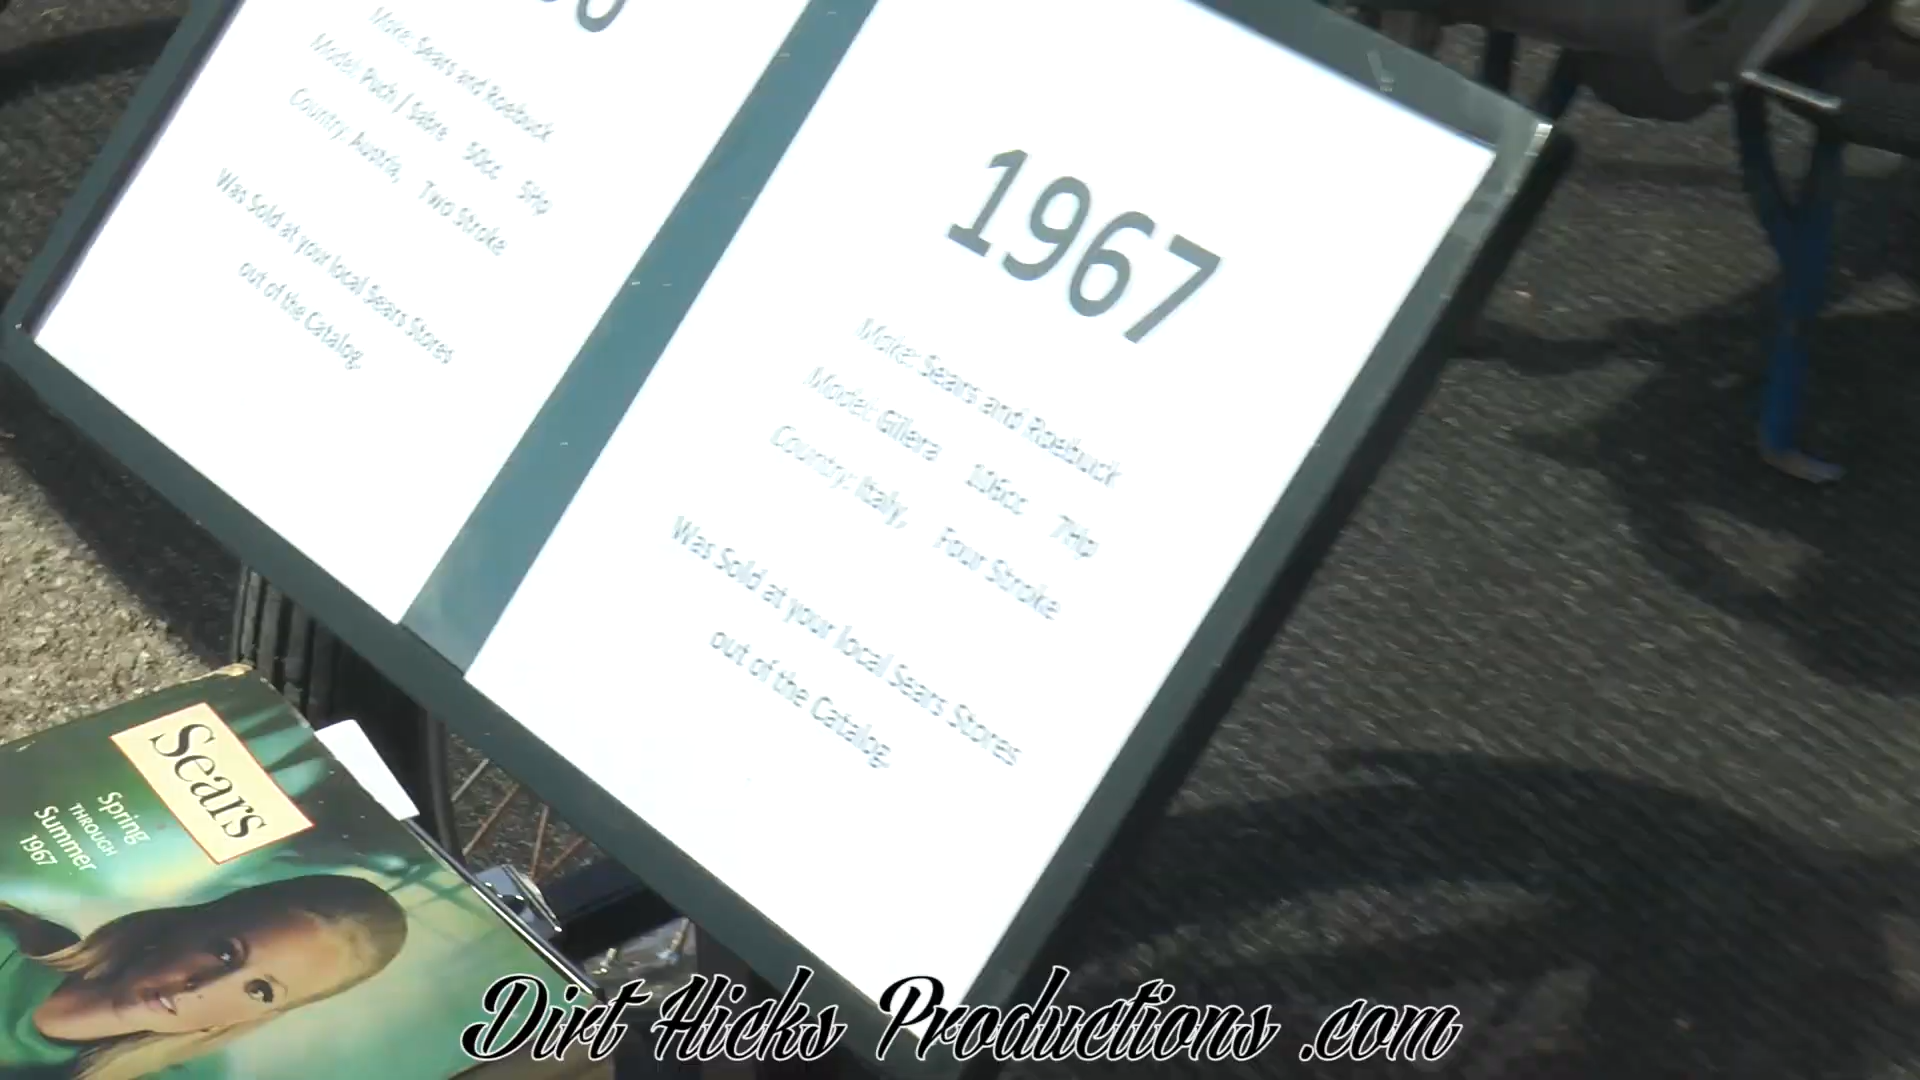 Make: Sears and Roebuck
Model: Puch / Sabre 50cc 5Hp
Country: Austria, Two Stroke
Was Sold at your local Sears Stores
out of the Catalog.
1967
Make: Sears and Roebuck
Model: Gilera 106cc 7Hp
Country: Italy, Four Stroke
Was Sold at your local Sears Stores
out of the Catalog.
Sears
Spring
THROUGH
Summer
1967
Dirt Hicks Productions .com